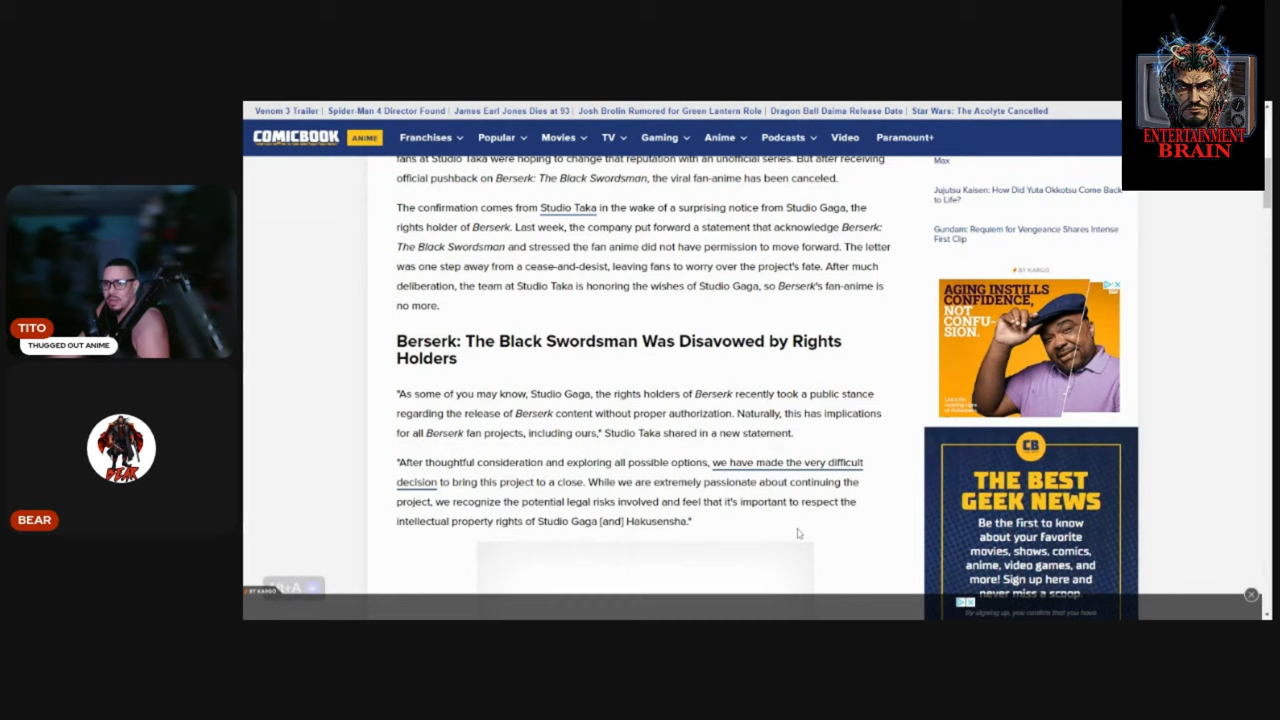 ENTERTAINMENT
BRAIN
Venom 3 Trailer | Spider-Man 4 Director Found | James Earl Jones Dies at 93 | Josh Brolin Rumored for Green Lantern Role | Dragon Ball Daima Release Date | Star Wars: The Acolyte Cancelled
COMICBOOK ANIME Franchises Popular Movies TV Gaming Anime Podcasts Video Paramount+
fans at Studio Taka were hoping to change that reputation with an unofficial series. But after receiving
official pushback on Berserk: The Black Swordsman, the viral fan-anime has been canceled.
The confirmation comes from Studio Taka in the wake of a surprising notice from Studio Gaga, the
rights holder of Berserk. Last week, the company put forward a statement that acknowledge Berserk:
The Black Swordsman and stressed the fan anime did not have permission to move forward. The letter
was one step away from a cease-and-desist, leaving fans to worry over the project's fate. After much
deliberation, the team at Studio Taka is honoring the wishes of Studio Gaga, so Berserk's fan-anime is
no more.
Berserk: The Black Swordsman Was Disavowed by Rights
Holders
"As some of you may know, Studio Gaga, the rights holders of Berserk recently took a public stance
regarding the release of Berserk content without proper authorization. Naturally, this has implications
for all Berserk fan projects, including ours," Studio Taka shared in a new statement.
"After thoughtful consideration and exploring all possible options, we have made the very difficult
decision to bring this project to a close. While we are extremely passionate about continuing the
project, we recognize the potential legal risks involved and feel that it's important to respect the
intellectual property rights of Studio Gaga [and] Hakusensha."
Max
Jujutsu Kaisen: How Did Yuta Okkotsu Come Back
to Life?
Gundam: Requiem for Vengeance Shares Intense
First Clip
BY KARGO
AGING INSTILLS
CONFIDENCE,
NOT
CONFU-
SION.
CB
THE BEST
GEEK NEWS
Be the first to know
about your favorite
movies, shows, comics,
anime, video games, and
more! Sign up here and
never miss a scoop.
By signing up, you confirm that you have
BY KARGO
TITO
THUGGED OUT ANIME
BEAR
BEAR